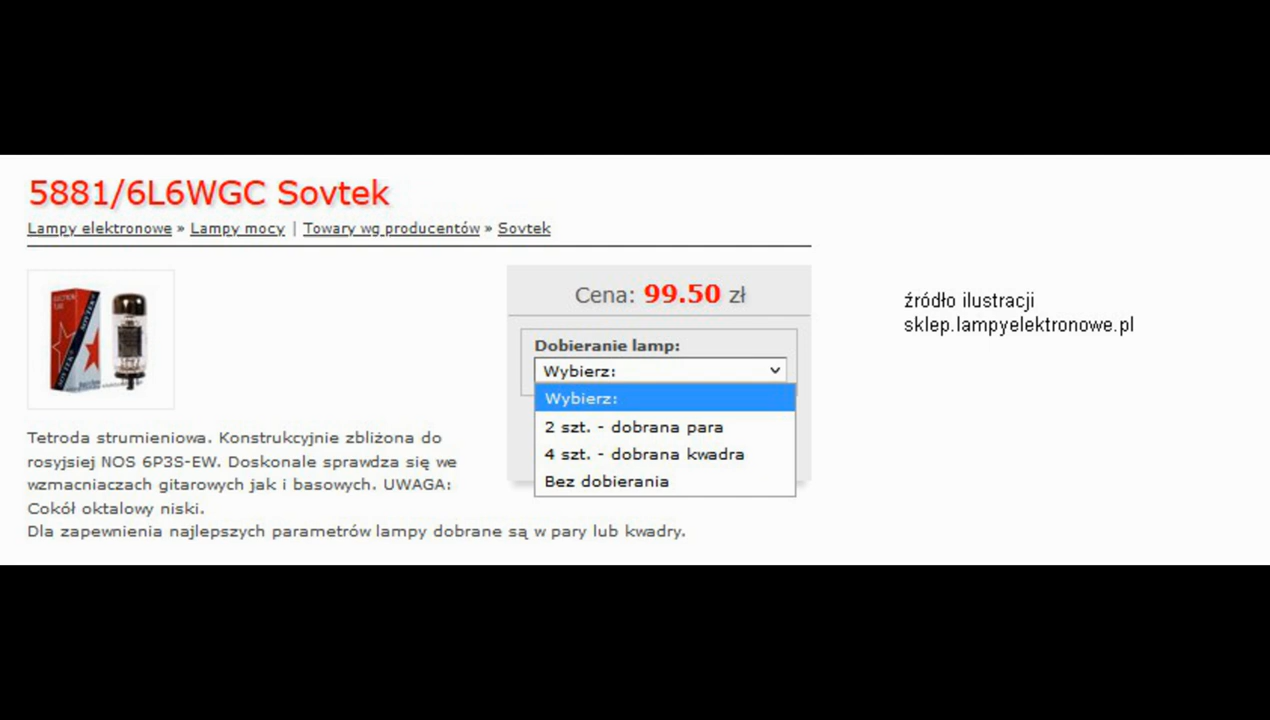 5881/6L6WGC Sovtek
Lampy elektronowe » Lampy mocy | Towary wg producentów » Sovtek
Cena: 99.50 zł
Dobieranie lamp:
Wybierz:
Wybierz:
2 szt. - dobrana para
4 szt. - dobrana kwadra
Bez dobierania
źródło ilustracji
sklep.lampyelektronowe.pl
SOVTEK
Tetroda strumieniowa. Konstrukcyjnie zbliżona do
rosyjsiej NOS 6P3S-EW. Doskonale sprawdza się we
wzmacniaczach gitarowych jak i basowych. UWAGA:
Cokół oktalowy niski.
Dla zapewnienia najlepszych parametrów lampy dobrane są w pary lub kwadry.